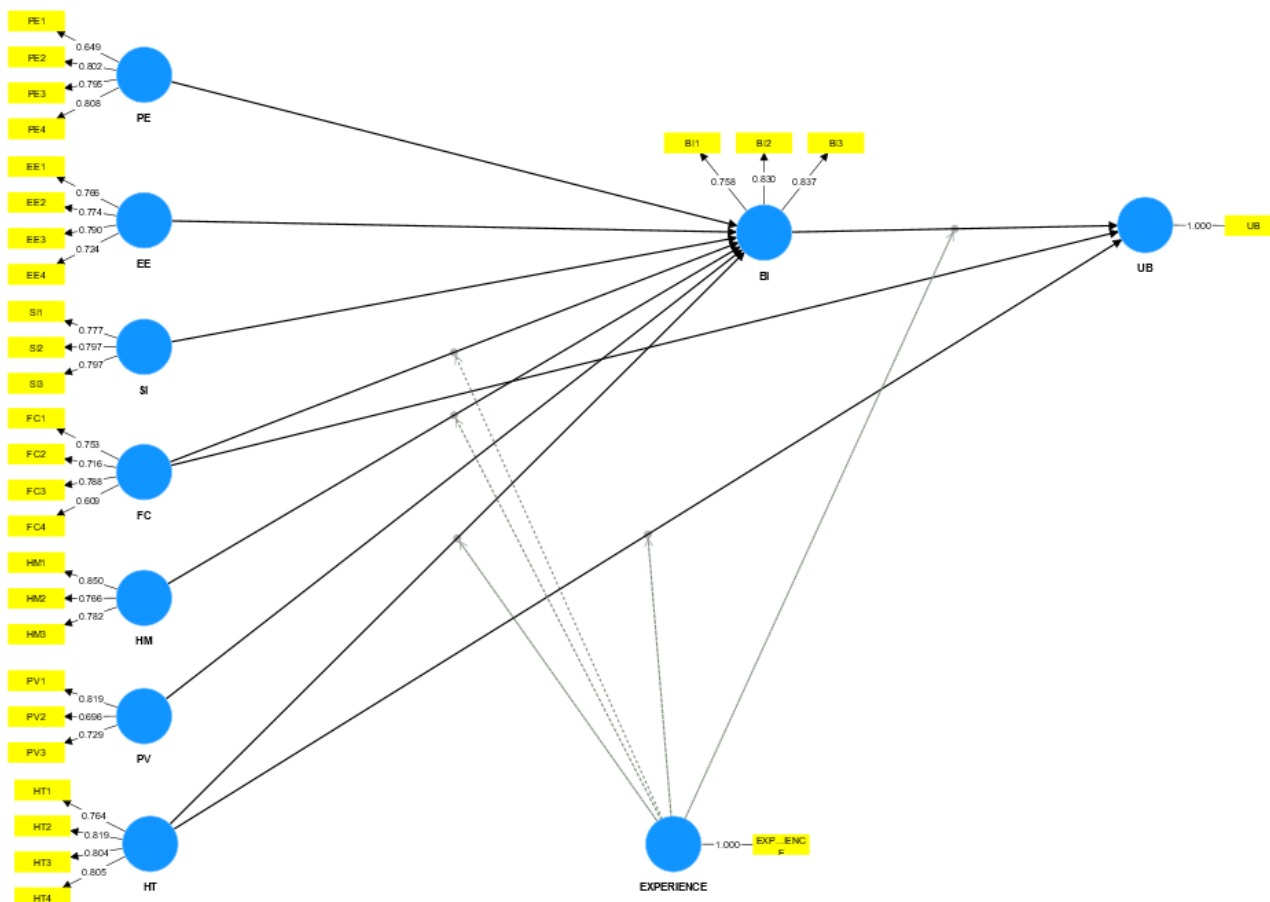 PE1
0.649
PE2
0.802
PE3
0.795
PE4
0.808
PE
EE1
0.766
EE2
0.774
EE3
0.790
EE4
0.724
EE
SI1
0.777
SI2
0.797
SI3
0.797
SI
FC1
0.753
FC2
0.716
FC3
0.788
FC4
0.609
FC
HM1
0.850
HM2
0.766
HM3
0.782
HM
PV1
0.819
PV2
0.696
PV3
0.729
PV
HT1
0.764
HT2
0.819
HT3
0.804
HT4
0.805
HT
BI1
BI2
BI3
0.758
0.830
0.837
BI
1.000
UB
UB
1.000
EXP...IENC
E
EXPERIENCE